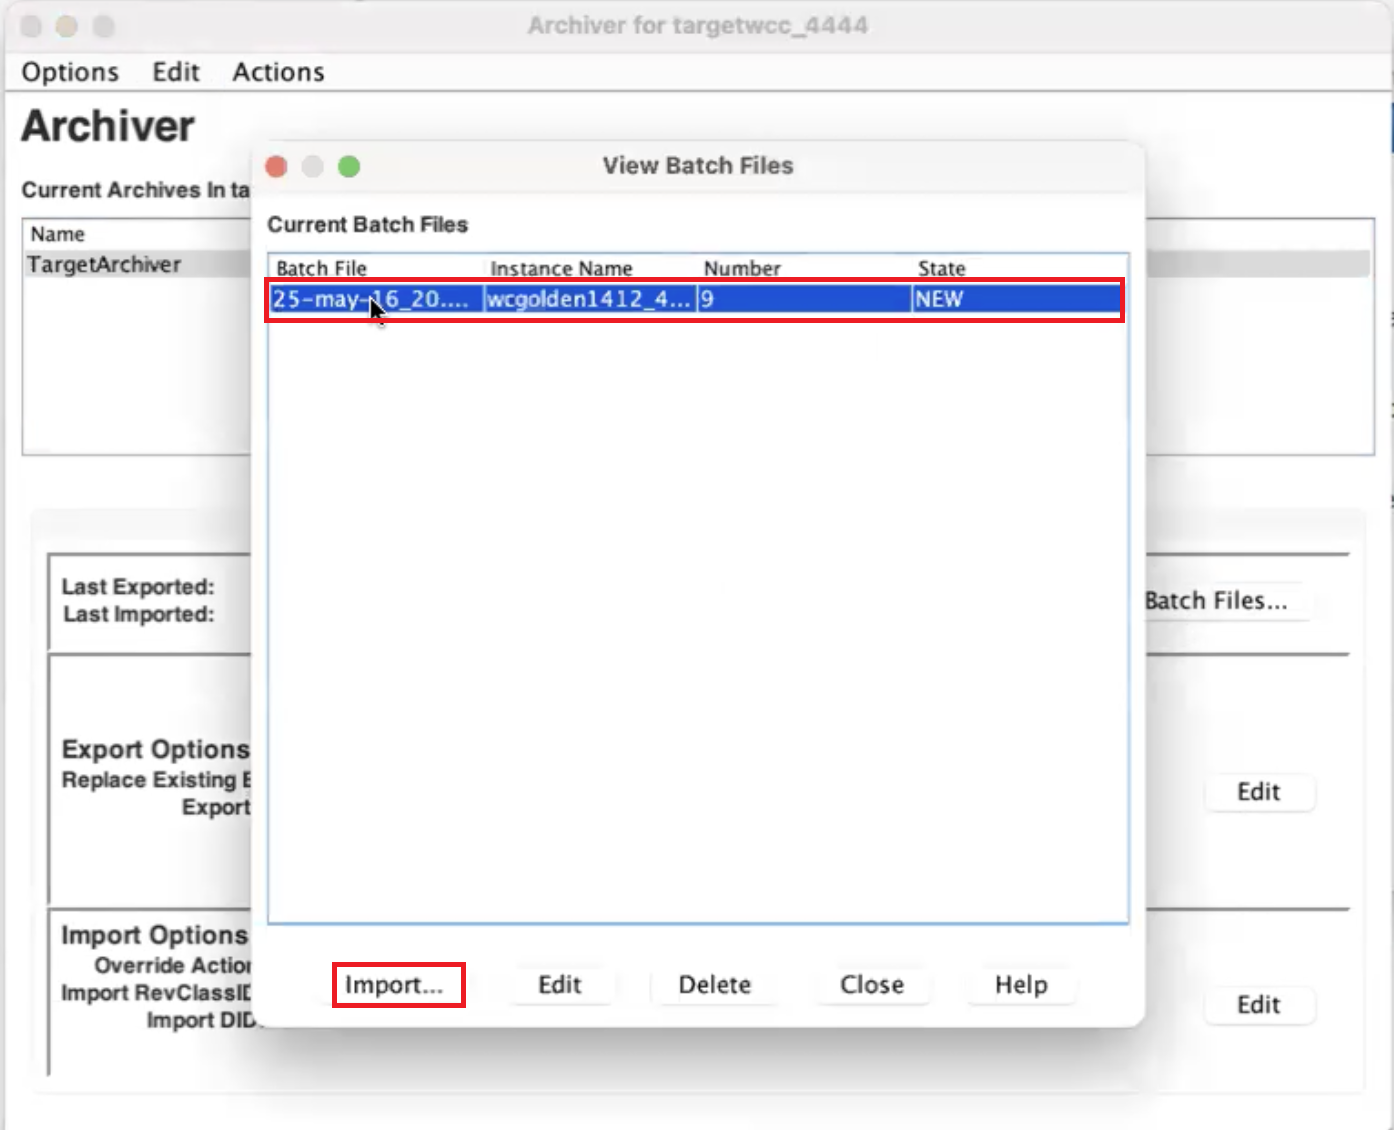 Archiver for targetwcc_4444
Options Edit Actions
Archiver
Current Archives In ta
Name
TargetArchiver
View Batch Files
Current Batch Files
Batch File Instance Name Number State
25-may-16_20.... wcgolden1412_4... 9 NEW
Last Exported:
Last Imported:
Batch Files...
Export Options
Replace Existing E
Export
Edit
Import Options
Override Action
Import RevClassID
Import DID:
Edit
Import... Edit Delete Close Help